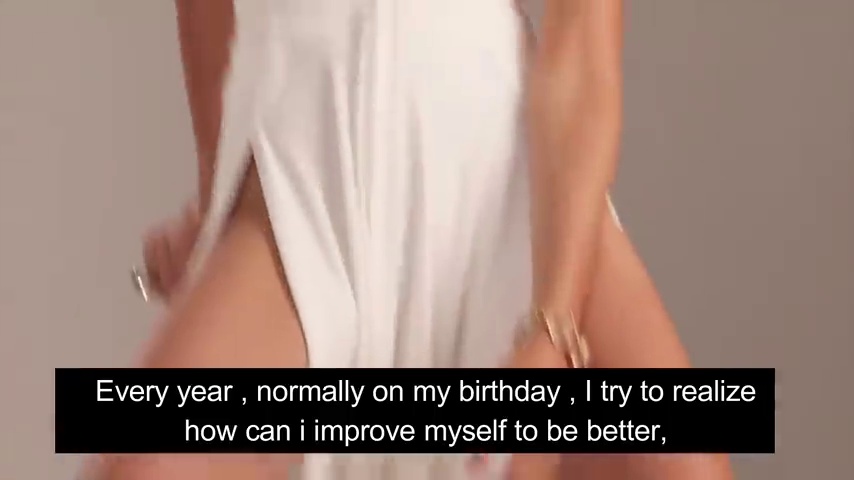 Every year , normally on my birthday , I try to realize
how can i improve myself to be better,